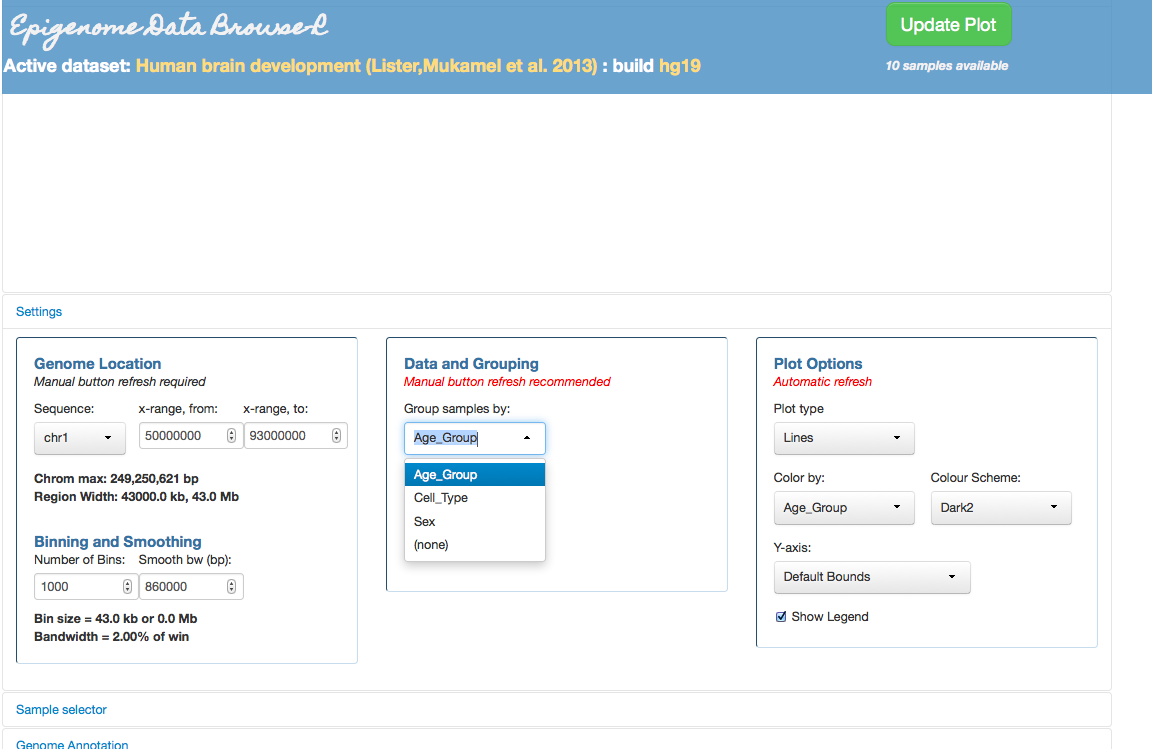 Epigenome Data Browser
Update Plot
Active dataset: Human brain development (Lister,Mukamel et al. 2013) : build hg19
10 samples available
Settings
Genome Location
Manual button refresh required
Sequence: x-range, from: x-range, to:
chr1 50000000 93000000
Chrom max: 249,250,621 bp
Region Width: 43000.0 kb, 43.0 Mb
Binning and Smoothing
Number of Bins: Smooth bw (bp):
1000 860000
Bin size = 43.0 kb or 0.0 Mb
Bandwidth = 2.00% of win
Data and Grouping
Manual button refresh recommended
Group samples by:
Age_Group
Age_Group
Cell_Type
Sex
(none)
Plot Options
Automatic refresh
Plot type
Lines
Color by: Colour Scheme:
Age_Group Dark2
Y-axis:
Default Bounds
Show Legend
Sample selector
Genome Annotation